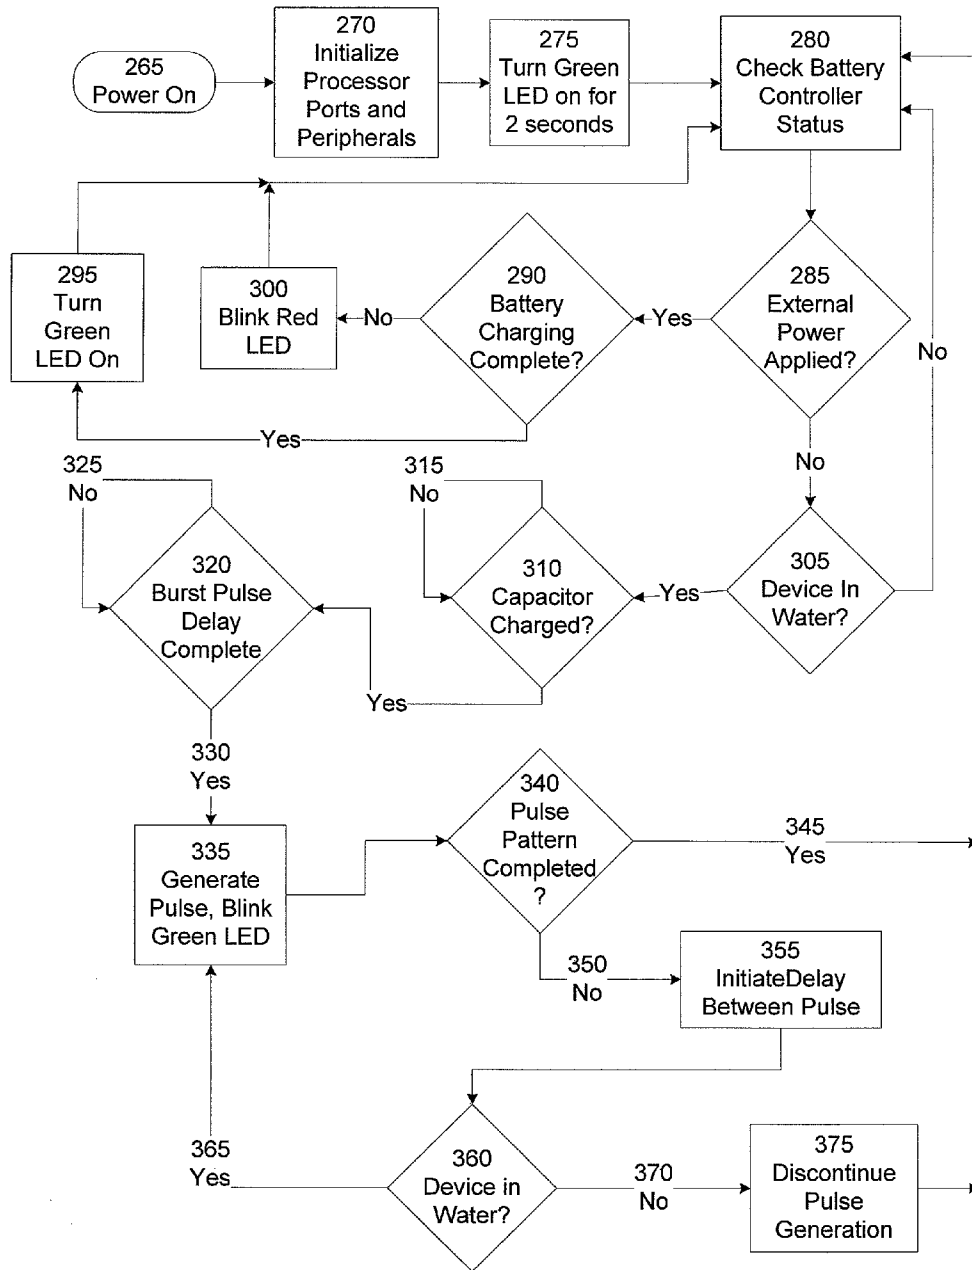 265
Power On
270
Initialize
Processor
Ports and
Peripherals
275
Turn Green
LED on for
2 seconds
280
Check Battery
Controller
Status
295
Turn
Green
LED On
300
Blink Red
LED
No
290
Battery
Charging
Complete?
Yes
285
External
Power
Applied?
No
Yes
No
325
No
315
No
320
Burst Pulse
Delay
Complete
310
Capacitor
Charged?
Yes
305
Device In
Water?
Yes
330
Yes
335
Generate
Pulse, Blink
Green LED
340
Pulse
Pattern
Completed
?
345
Yes
350
No
355
InitiateDelay
Between Pulse
365
Yes
360
Device in
Water?
370
No
375
Discontinue
Pulse
Generation